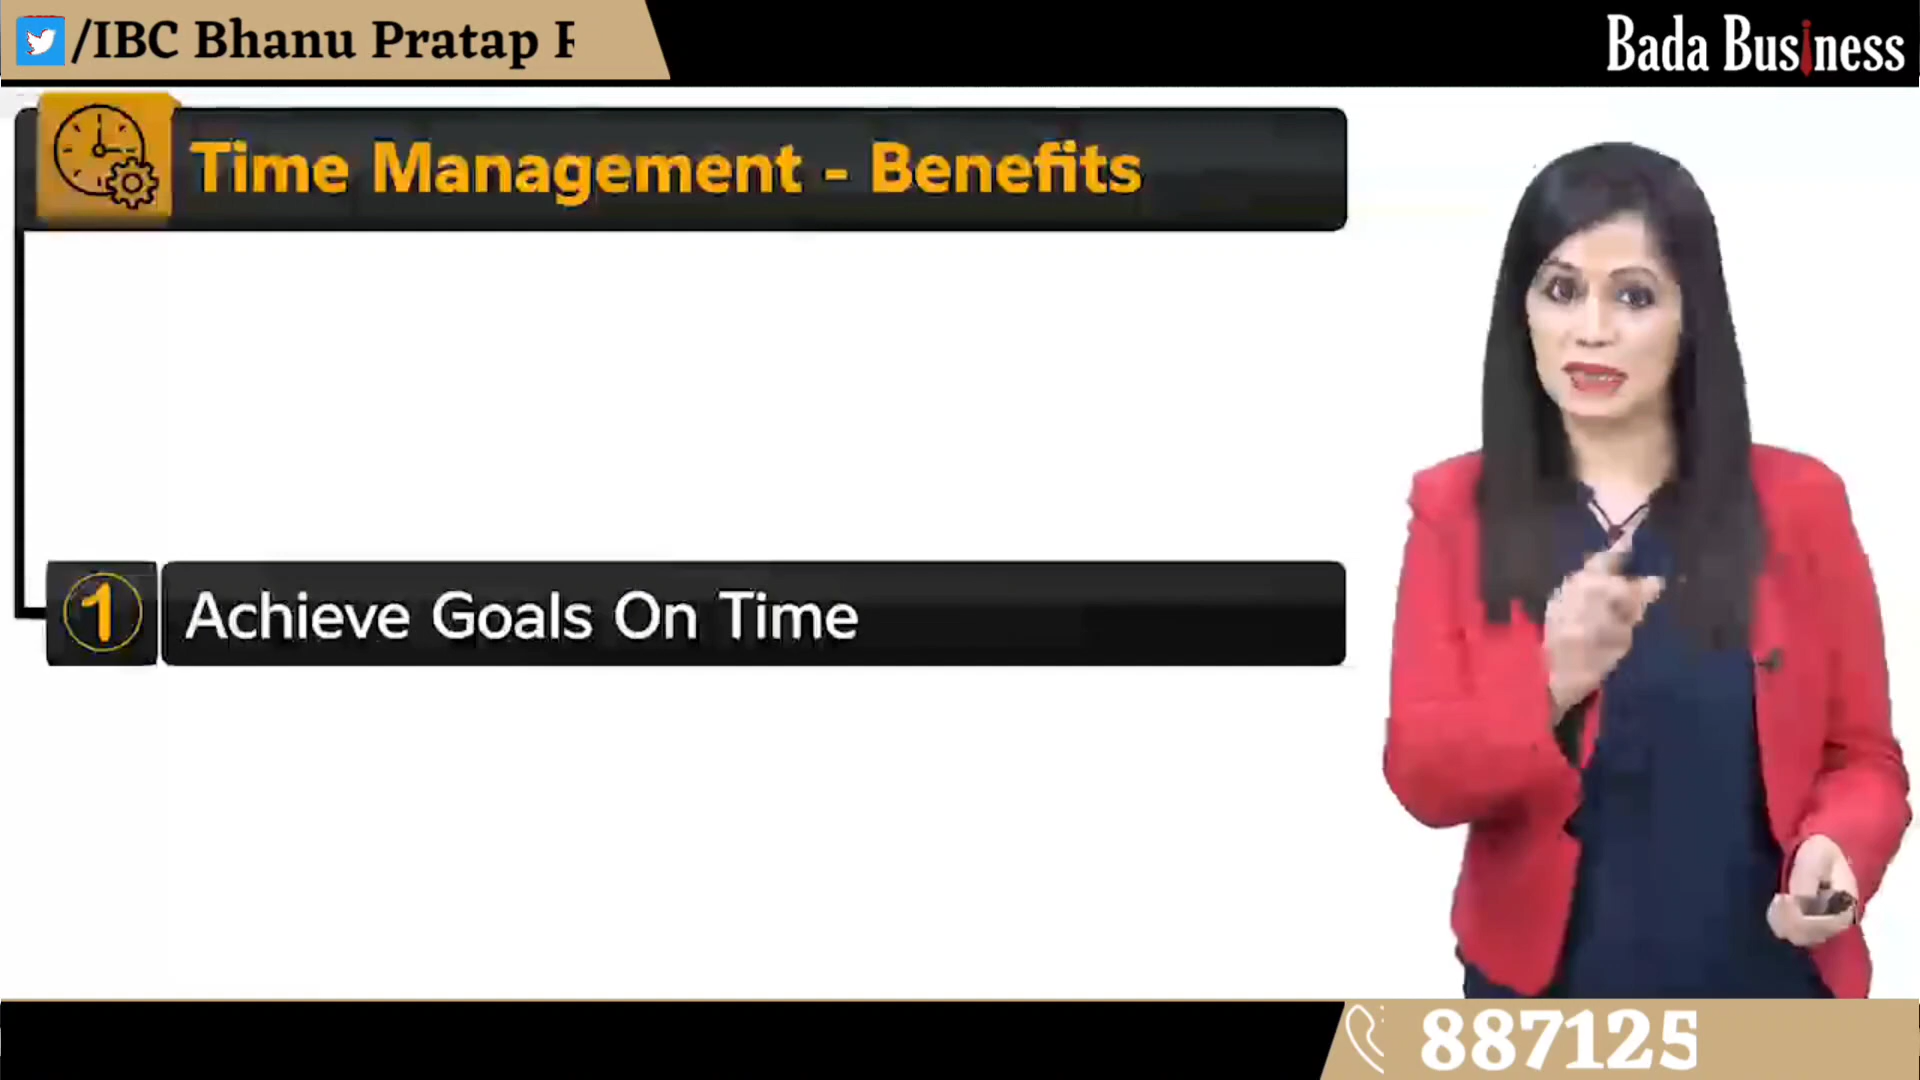 /IBC Bhanu Pratap
Bada Business
Time Management - Benefits
1 Achieve Goals On Time
887125